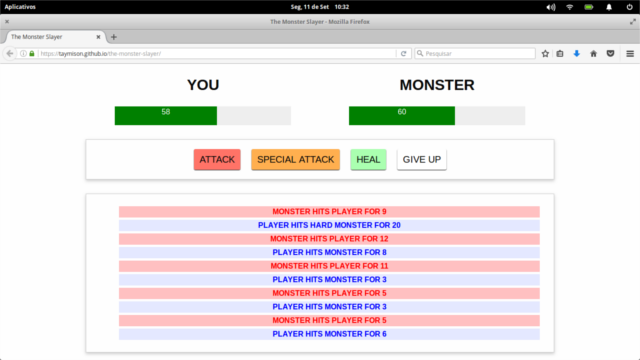 Aplicativos
Seg, 11 de Set 10:32
The Monster Slayer - Mozilla Firefox
The Monster Slayer
https://taymison.github.io/the-monster-slayer/
Pesquisar
YOU
MONSTER
58
60
ATTACK
SPECIAL ATTACK
HEAL
GIVE UP
MONSTER HITS PLAYER FOR 9
PLAYER HITS HARD MONSTER FOR 20
MONSTER HITS PLAYER FOR 12
PLAYER HITS MONSTER FOR 8
MONSTER HITS PLAYER FOR 11
PLAYER HITS MONSTER FOR 3
MONSTER HITS PLAYER FOR 5
PLAYER HITS MONSTER FOR 3
MONSTER HITS PLAYER FOR 5
PLAYER HITS MONSTER FOR 6